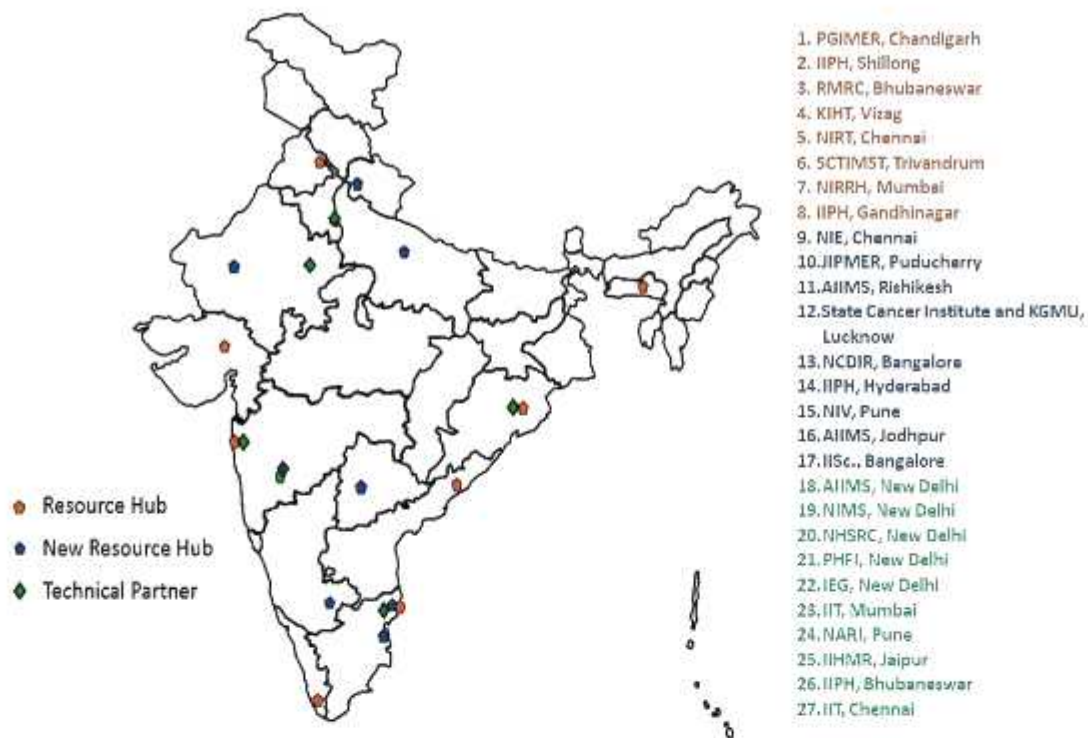 1. PGIMER, Chandigarh
2. IIPH, Shillong
3. RMRC, Bhubaneswar
4. KIHT, Vizag
5. NIRT, Chennai
6. SCTIMST, Trivandrum
7. NIRRH, Mumbai
8. IIPH, Gandhinagar
9. NIE, Chennai
10. JIPMER, Puducherry
11. AIIMS, Rishikesh
12. State Cancer Institute and KGMU,
Lucknow
13. NCDIR, Bangalore
14. IIPH, Hyderabad
15. NIV, Pune
16. AIIMS, Jodhpur
17. IISc., Bangalore
18. AIIMS, New Delhi
19. NIMS, New Delhi
20. NHSRC, New Delhi
21. PHFI, New Delhi
22. IEG, New Delhi
23. IIT, Mumbai
24. NARI, Pune
25. IIHMR, Jaipur
26. IIPH, Bhubaneswar
27. IIT, Chennai
Resource Hub
New Resource Hub
Technical Partner